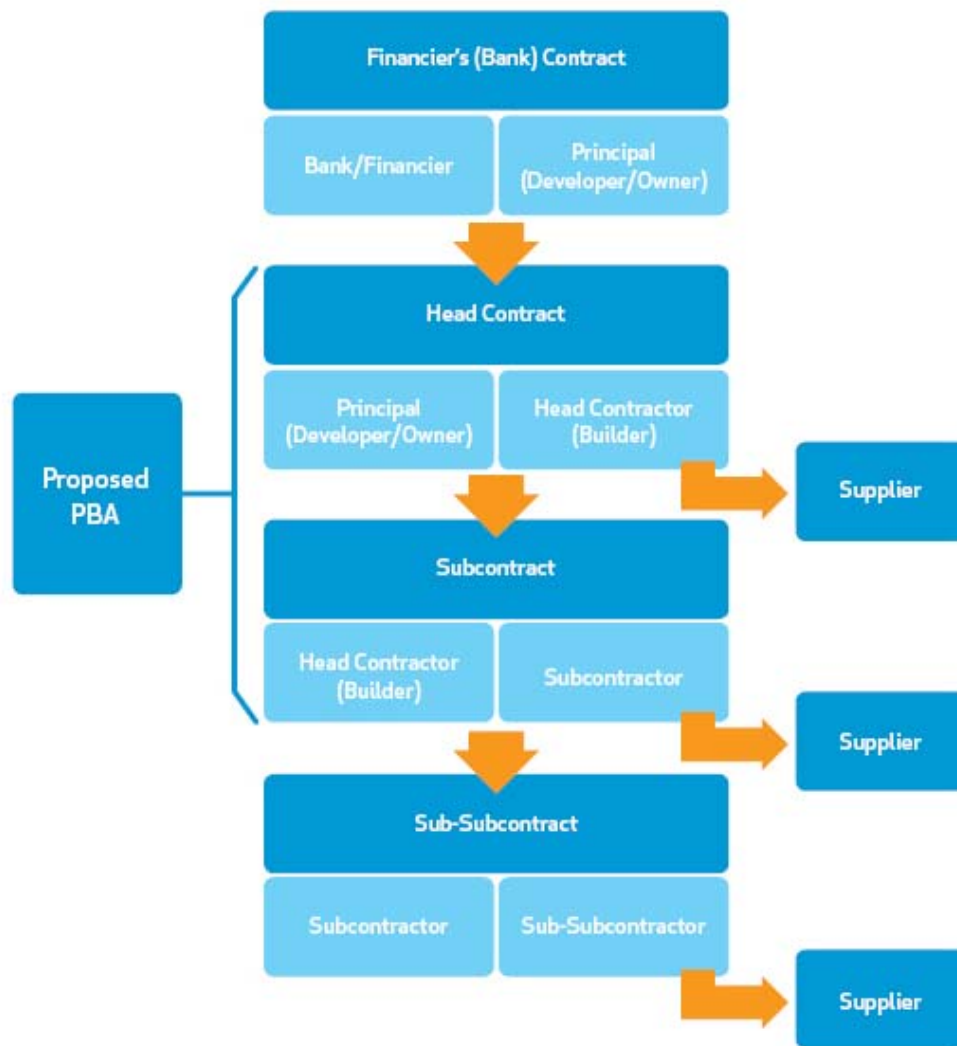 Financier's (Bank) Contract
Bank/Financier
Principal
(Developer/Owner)
Head Contract
Principal
(Developer/Owner)
Head Contractor
(Builder)
Supplier
Proposed
PBA
Subcontract
Head Contractor
(Builder)
Subcontractor
Supplier
Sub-Subcontract
Subcontractor
Sub-Subcontractor
Supplier